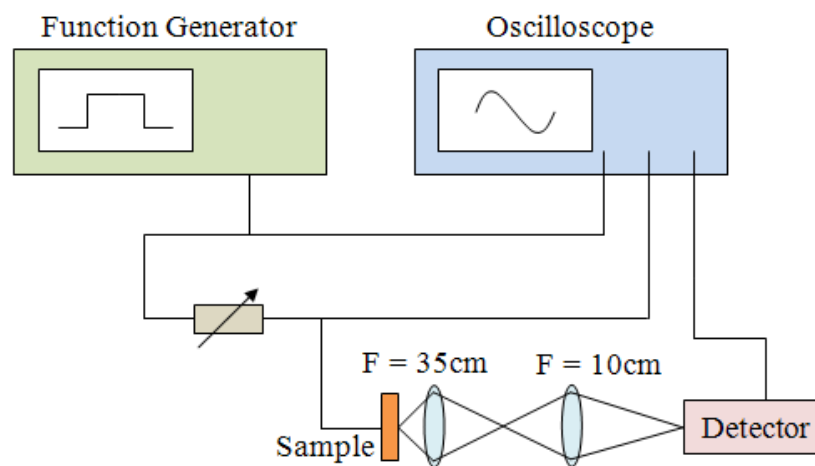 Function Generator
Oscilloscope
F = 35cm
F = 10cm
Sample
Detector